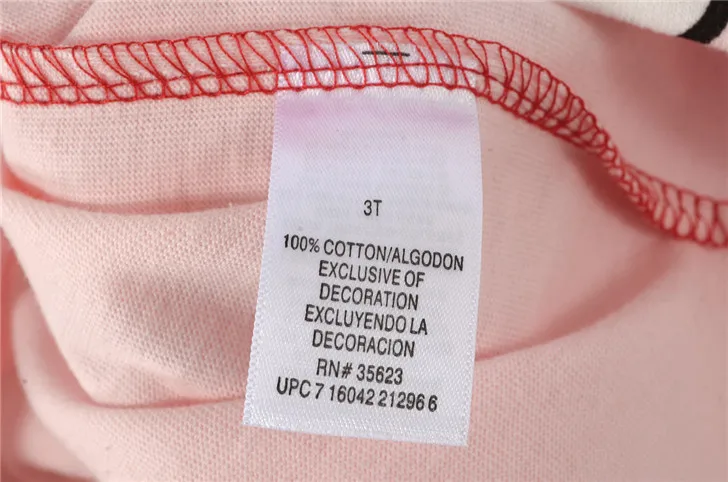 3T
100% COTTON/ALGODON
EXCLUSIVE OF
DECORATION
EXCLUYENDO LA
DECORACION
RN# 35623
UPC 7 16042 21296 6